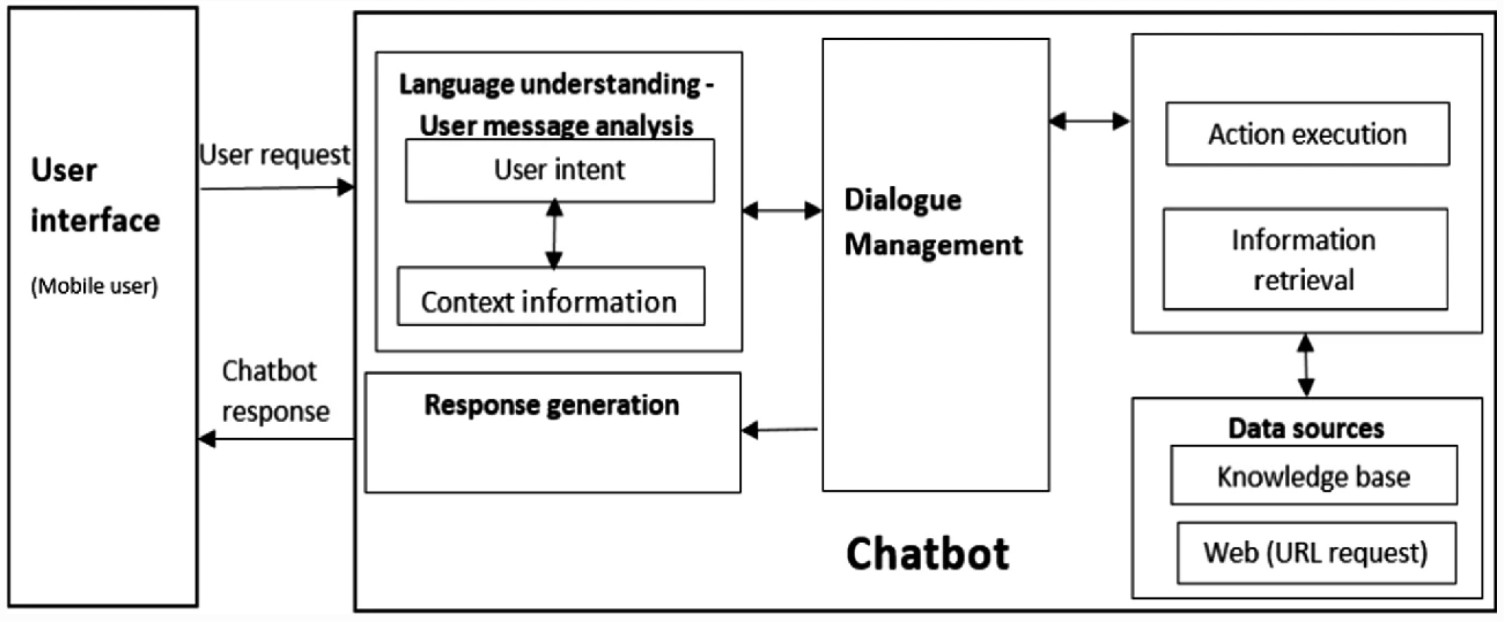 User
interface
(Mobile user)
User request
Chatbot
response
Language understanding -
User message analysis
User intent
Context information
Response generation
Dialogue
Management
Action execution
Information
retrieval
Data sources
Knowledge base
Web (URL request)
Chatbot